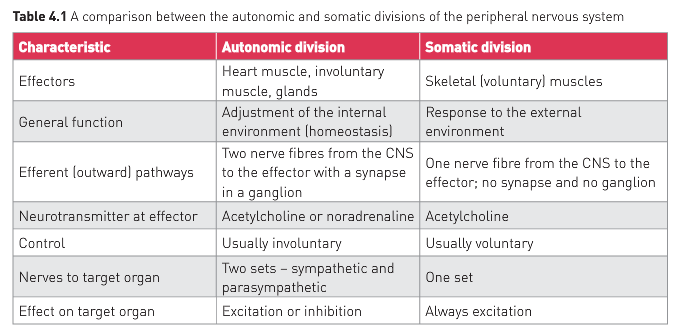 Table 4.1 A comparison between the autonomic and somatic divisions of the peripheral nervous system
Characteristic Autonomic division Somatic division
Effectors
Heart muscle, involuntary
muscle, glands
Skeletal (voluntary) muscles
General function
Adjustment of the internal
environment (homeostasis)
Response to the external
environment
Efferent (outward) pathways
Two nerve fibres from the CNS
to the effector with a synapse
in a ganglion
One nerve fibre from the CNS to the
effector; no synapse and no ganglion
Neurotransmitter at effector Acetylcholine or noradrenaline Acetylcholine
Control Usually involuntary Usually voluntary
Nerves to target organ
Two sets – sympathetic and
parasympathetic
One set
Effect on target organ Excitation or inhibition Always excitation